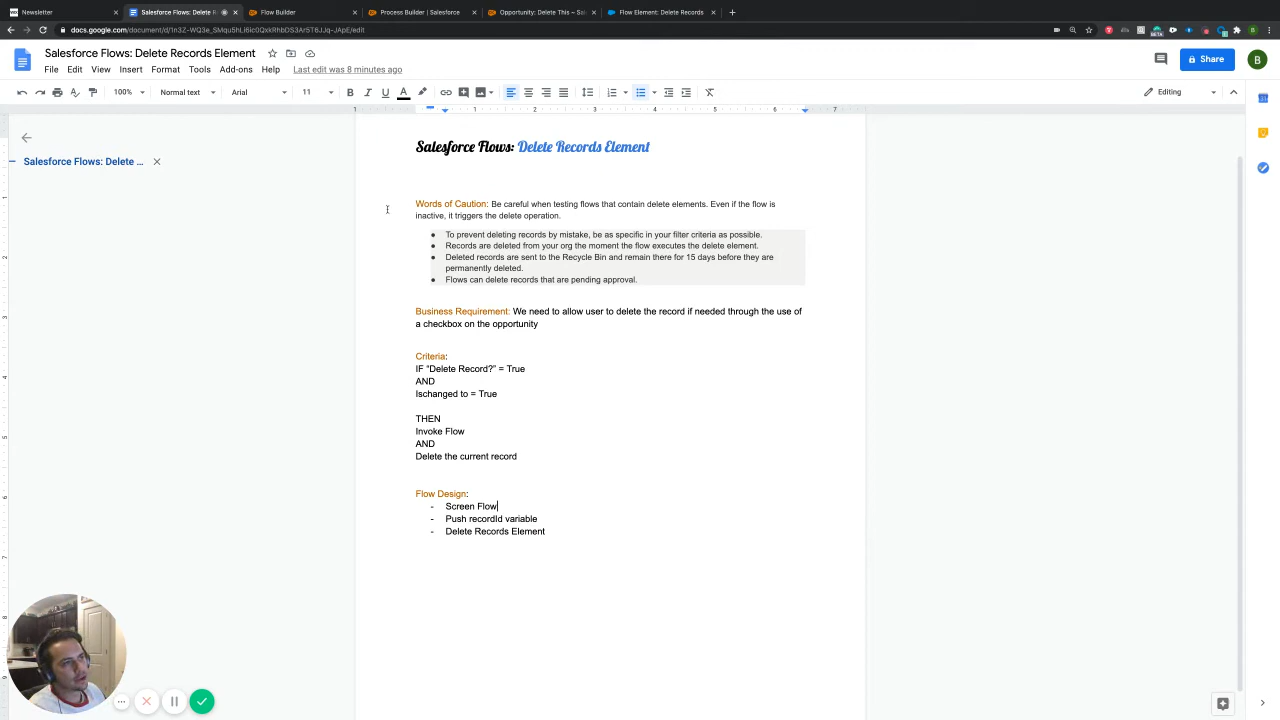 Newsletter
Salesforce Flows: Delete R
Flow Builder
Process Builder | Salesforce
Opportunity: Delete This ~ Sal
Flow Element: Delete Records
Salesforce Flows: Delete Records Element
File Edit View Insert Format Tools Add-ons Help Last edit was 8 minutes ago
Share
B
100% Normal text Arial 11 Editing
1 1 2 3 4 5 6 7
Salesforce Flows: Delete ...
Salesforce Flows: Delete Records Element
Words of Caution: Be careful when testing flows that contain delete elements. Even if the flow is
inactive, it triggers the delete operation.
● To prevent deleting records by mistake, be as specific in your filter criteria as possible.
● Records are deleted from your org the moment the flow executes the delete element.
● Deleted records are sent to the Recycle Bin and remain there for 15 days before they are
permanently deleted.
● Flows can delete records that are pending approval.
Business Requirement: We need to allow user to delete the record if needed through the use of
a checkbox on the opportunity
Criteria:
IF “Delete Record?” = True
AND
Ischanged to = True
THEN
Invoke Flow
AND
Delete the current record
Flow Design:
- Screen Flow
- Push recordId variable
- Delete Records Element